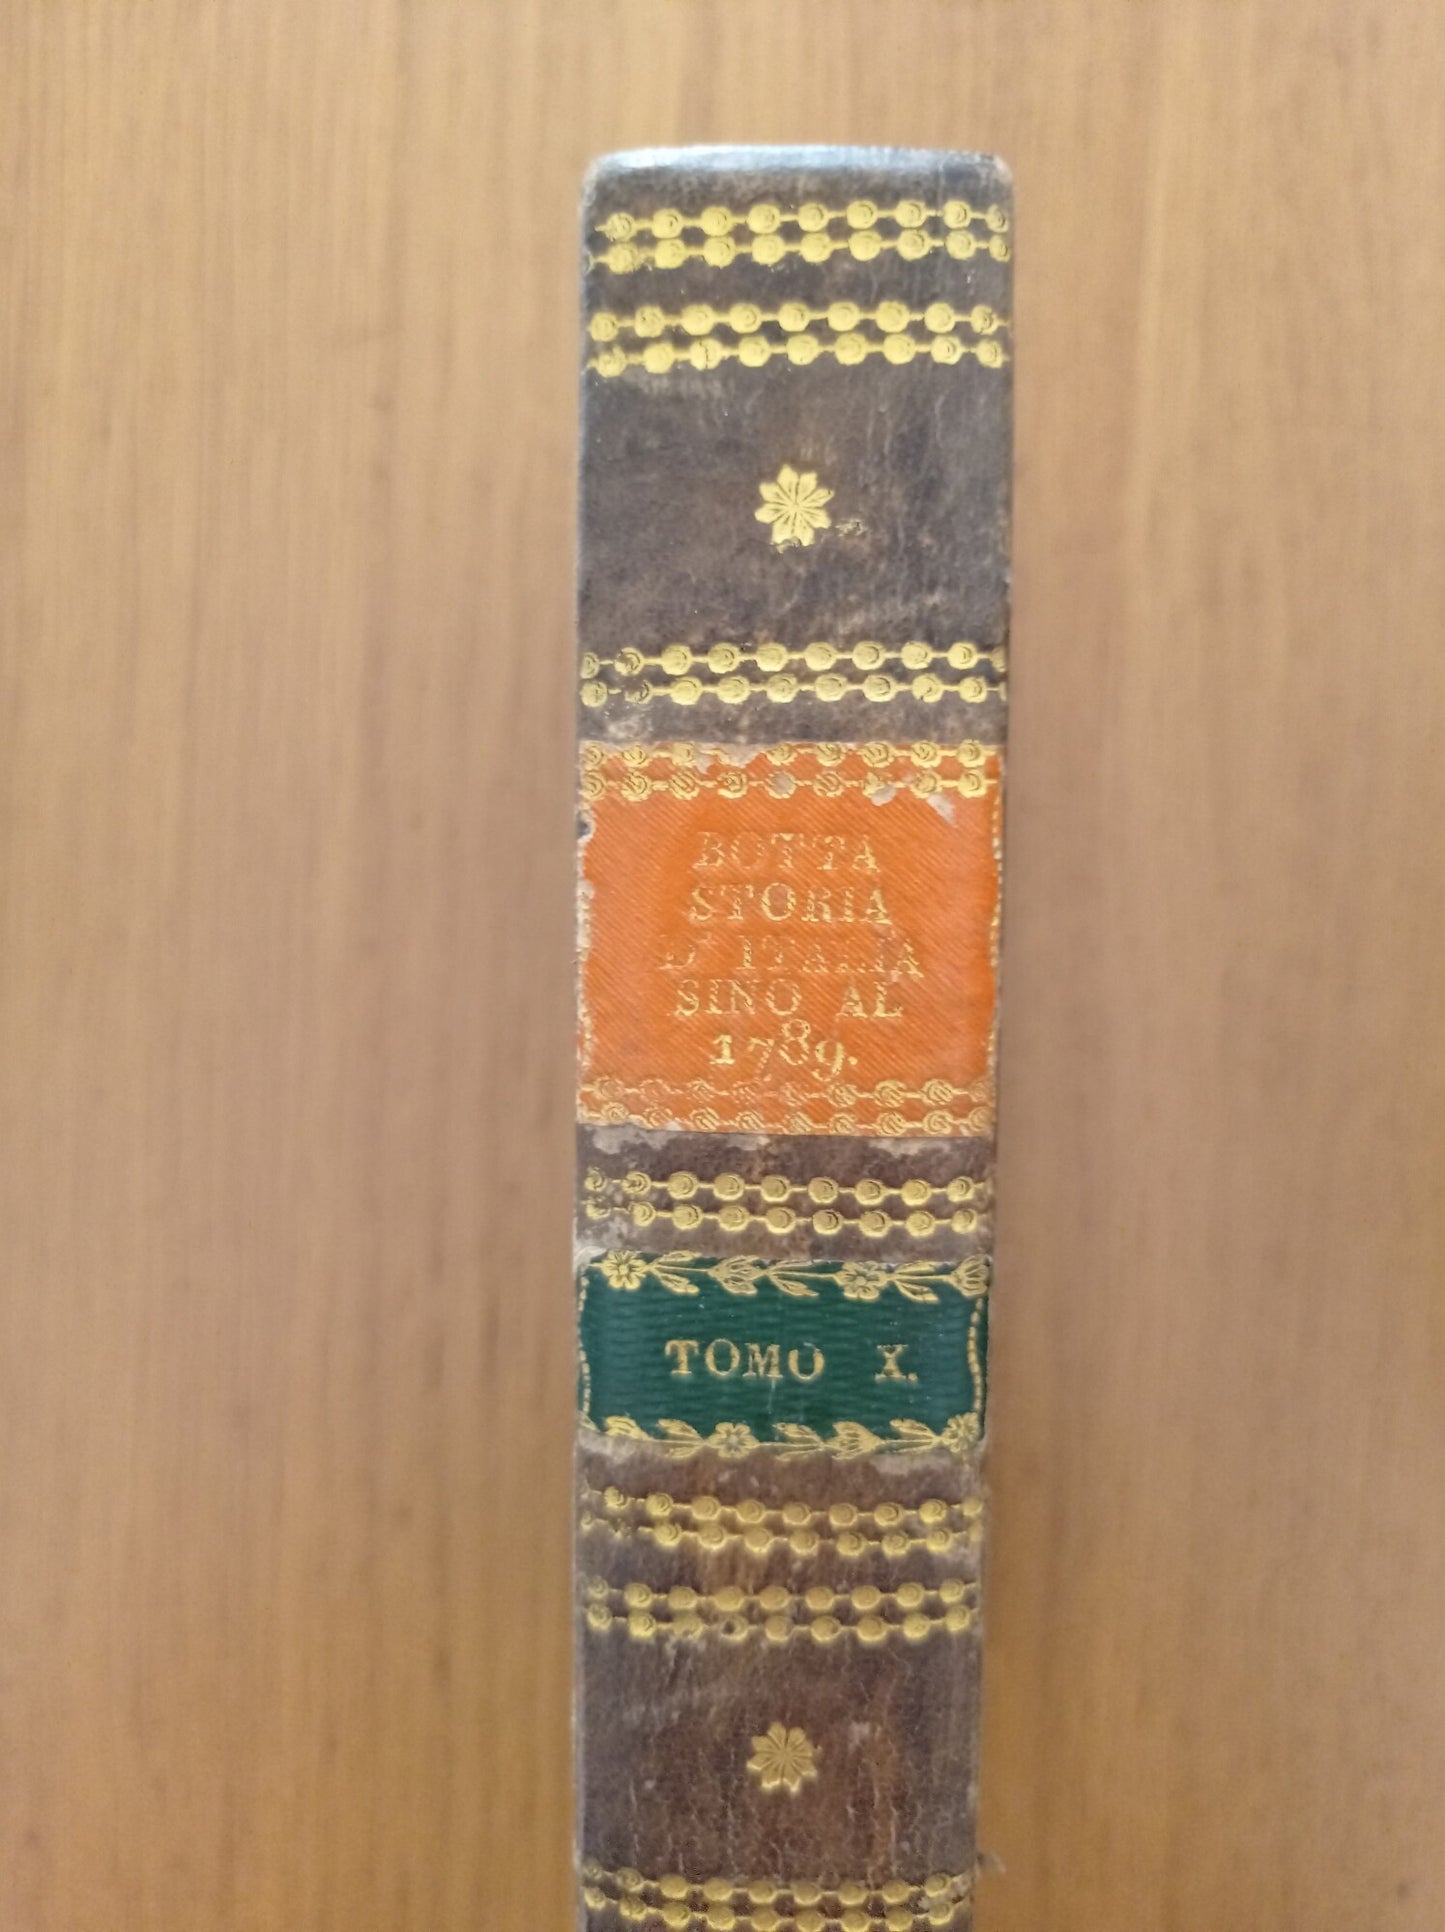 BOTTA
STORIA
D' ITALIA
SINO AL
1789.
TOMO X.